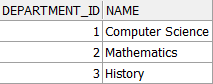 DEPARTMENT_ID NAME
1 Computer Science
2 Mathematics
3 History